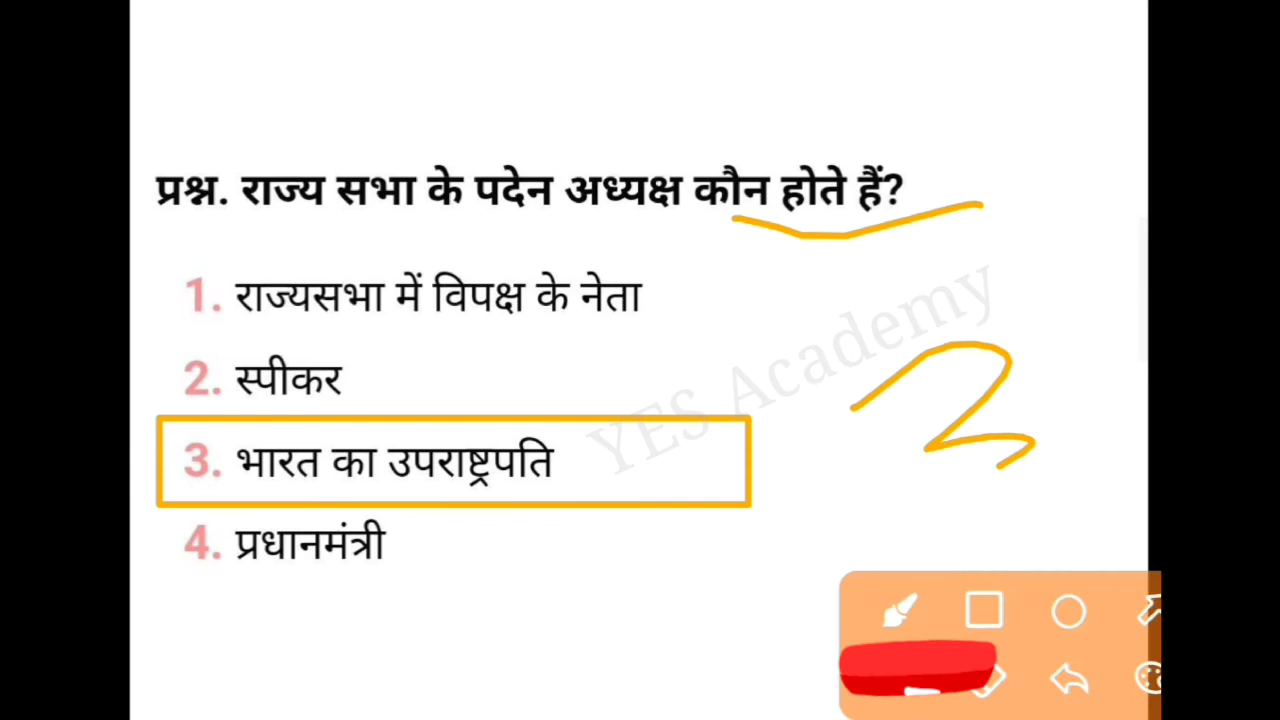 प्रश्न. राज्य सभा के पदेन अध्यक्ष कौन होते हैं?
1. राज्यसभा में विपक्ष के नेता
2. स्पीकर
3. भारत का उपराष्ट्रपति
4. प्रधानमंत्री
YES Academy